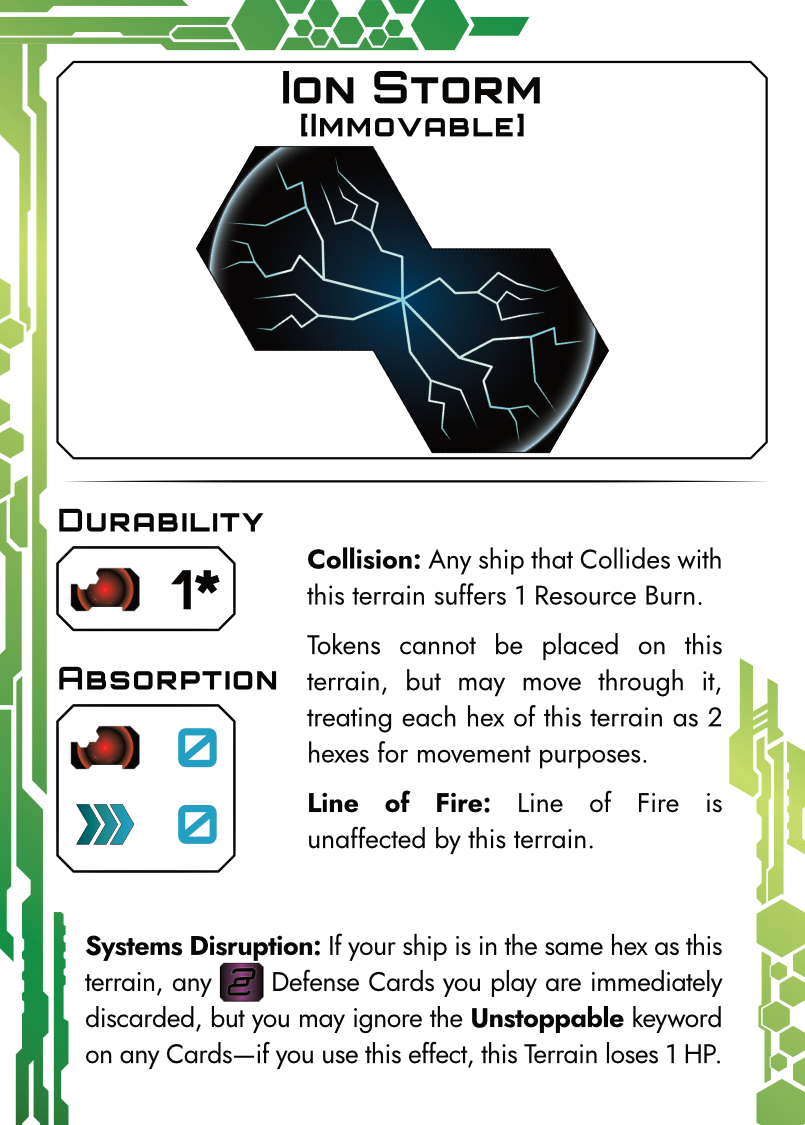 Ion Storm
[Immovable]
Durability
1*
Absorption
0
0
Collision: Any ship that Collides with
this terrain suffers 1 Resource Burn.
Tokens cannot be placed on this
terrain, but may move through it,
treating each hex of this terrain as 2
hexes for movement purposes.
Line of Fire: Line of Fire is
unaffected by this terrain.
Systems Disruption: If your ship is in the same hex as this
terrain, any Defense Cards you play are immediately
discarded, but you may ignore the Unstoppable keyword
on any Cards—if you use this effect, this Terrain loses 1 HP.